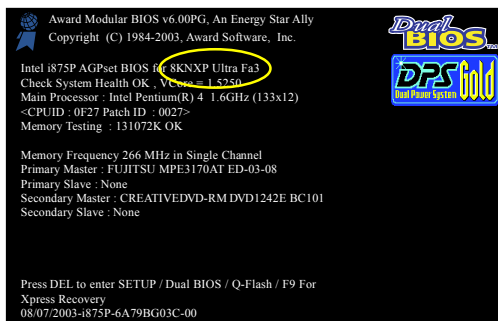 Award Modular BIOS v6.00PG, An Energy Star Ally
Copyright (C) 1984-2003, Award Software, Inc.
Dual
BIOS
Intel i875P AGPset BIOS for 8KNXP Ultra Fa3
Check System Health OK , VCore = 1.5250
Main Processor : Intel Pentium(R) 4 1.6GHz (133x12)
<CPUID : 0F27 Patch ID : 0027>
Memory Testing : 131072K OK
DPS Gold
Dual Power System
Memory Frequency 266 MHz in Single Channel
Primary Master : FUJITSU MPE3170AT ED-03-08
Primary Slave : None
Secondary Master : CREATIVEDVD-RM DVD1242E BC101
Secondary Slave : None
Press DEL to enter SETUP / Dual BIOS / Q-Flash / F9 For
Xpress Recovery
08/07/2003-i875P-6A79BG03C-00